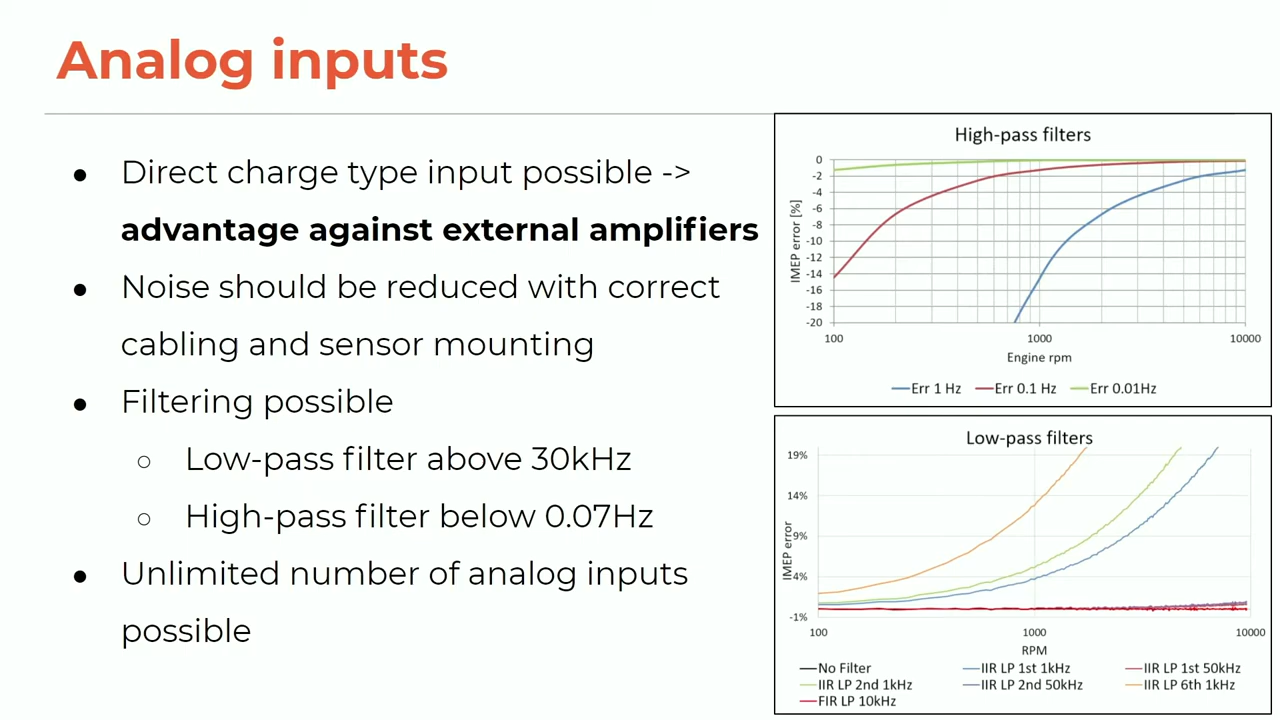 Analog inputs
● Direct charge type input possible ->
advantage against external amplifiers
● Noise should be reduced with correct
cabling and sensor mounting
● Filtering possible
○ Low-pass filter above 30kHz
○ High-pass filter below 0.07Hz
● Unlimited number of analog inputs
possible
High-pass filters
IMEP error [%]
0
-2
-4
-6
-8
-10
-12
-14
-16
-18
-20
100 1000 10000
Engine rpm
Err 1 Hz Err 0.1 Hz Err 0.01Hz
Low-pass filters
IMEP error
19%
14%
9%
4%
-1%
100 1000 10000
RPM
No Filter IIR LP 1st 1kHz IIR LP 1st 50kHz
IIR LP 2nd 1kHz IIR LP 2nd 50kHz IIR LP 6th 1kHz
FIR LP 10kHz